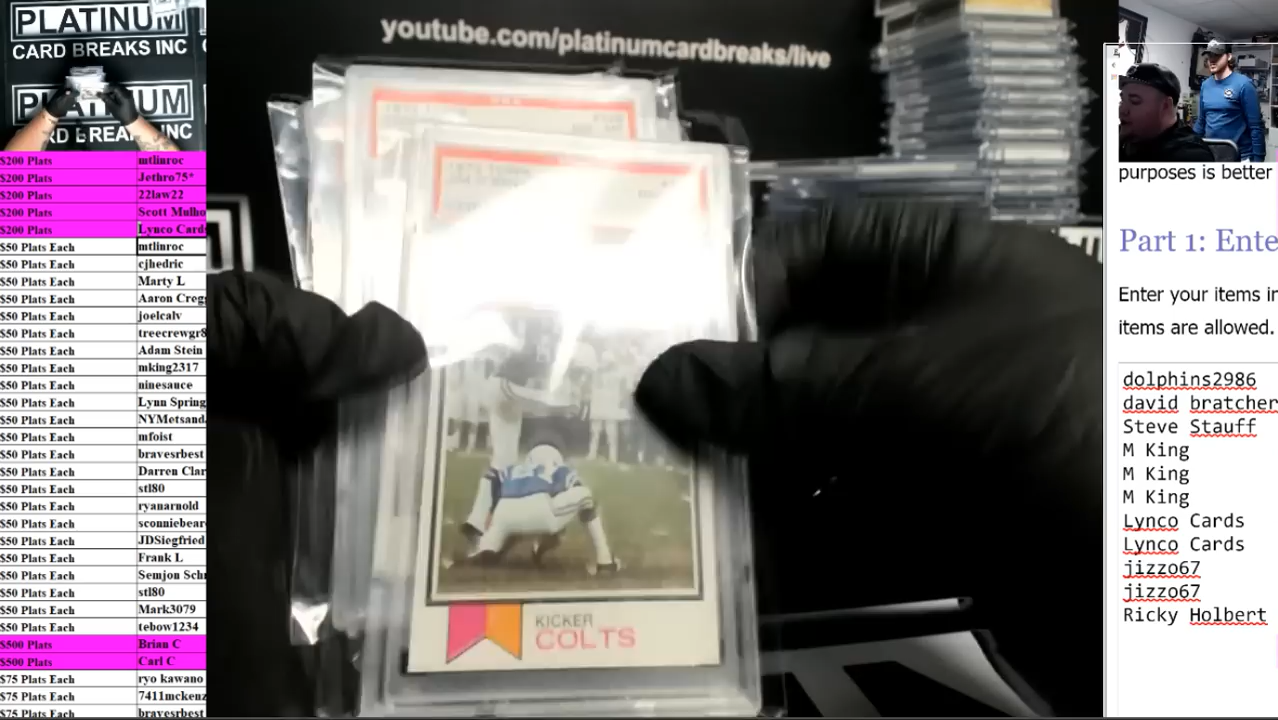 PLATINUM
CARD BREAKS INC
PLATINUM
CARD BREAKS INC
youtube.com/platinumcardbreaks/live
$200 Plats mtlinroc
$200 Plats Jethro75*
$200 Plats 22law22
$200 Plats Scott Mulho
$200 Plats Lynco Cards
$50 Plats Each mtlinroc
$50 Plats Each cjhedric
$50 Plats Each Marty L
$50 Plats Each Aaron Creg
$50 Plats Each joelcalv
$50 Plats Each treecrewgr8
$50 Plats Each Adam Stein
$50 Plats Each mking2317
$50 Plats Each ninesauce
$50 Plats Each Lynn Spring
$50 Plats Each NYMetsand
$50 Plats Each mfoist
$50 Plats Each bravesrbest
$50 Plats Each Darren Clar
$50 Plats Each stl80
$50 Plats Each ryanarnold
$50 Plats Each sconniebear
$50 Plats Each JDSiegfried
$50 Plats Each Frank L
$50 Plats Each Semjon Sch
$50 Plats Each stl80
$50 Plats Each Mark3079
$50 Plats Each tebow1234
$500 Plats Brian C
$500 Plats Carl C
$75 Plats Each ryo kawano
$75 Plats Each 7411mckenz
$75 Plats Each bravesrbest
KICKER
COLTS
purposes is better
Part 1: Ente
Enter your items in
items are allowed.
dolphins2986
david bratcher
Steve Stauff
M King
M King
M King
Lynco Cards
Lynco Cards
jizzo67
jizzo67
Ricky Holbert